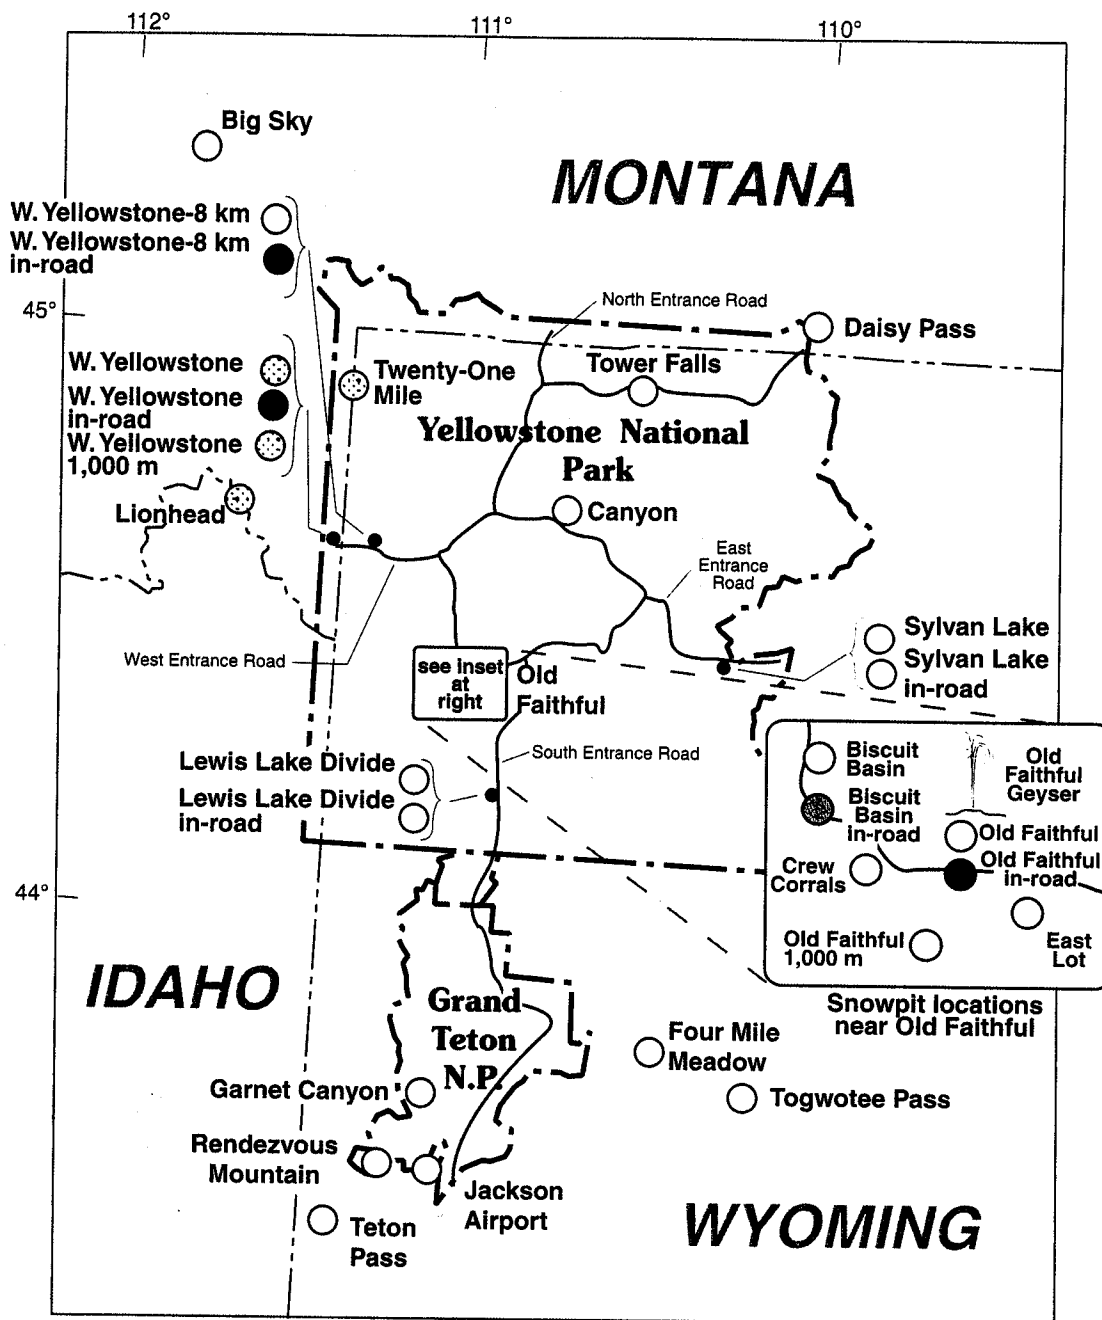 112°
111°
110°
Big Sky
MONTANA
W. Yellowstone-8 km
W. Yellowstone-8 km
in-road
45°
North Entrance Road
Daisy Pass
W. Yellowstone
W. Yellowstone
in-road
W. Yellowstone
1,000 m
Twenty-One
Mile
Tower Falls
Yellowstone National
Park
Lionhead
Canyon
East
Entrance
Road
West Entrance Road
Sylvan Lake
Sylvan Lake
in-road
see inset
at
right
Old
Faithful
South Entrance Road
Lewis Lake Divide
Lewis Lake Divide
in-road
Biscuit
Basin
Old
Faithful
Geyser
Biscuit
Basin
in-road
Old Faithful
Crew
Corrals
Old Faithful
in-road
Old Faithful
1,000 m
East
Lot
Snowpit locations
near Old Faithful
44°
IDAHO
Grand
Teton
N.P.
Four Mile
Meadow
Garnet Canyon
Togwotee Pass
Rendezvous
Mountain
Jackson
Airport
Teton
Pass
WYOMING